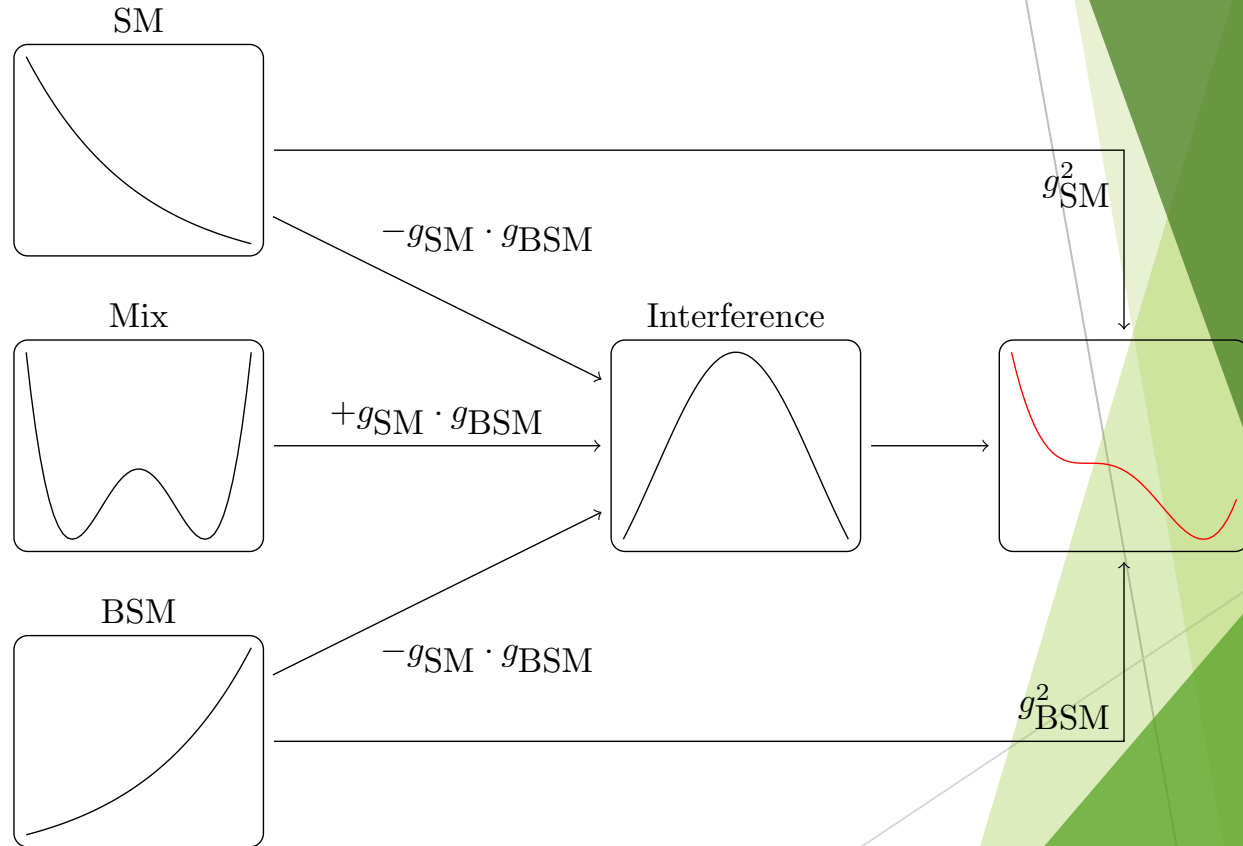 SM
g²SM
−gSM · gBSM
Mix
Interference
+gSM · gBSM
BSM
−gSM · gBSM
g²BSM